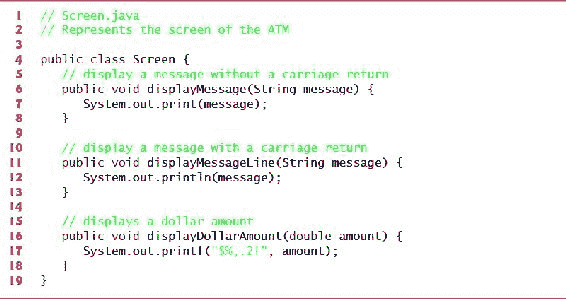 1 // Screen.java
2 // Represents the screen of the ATM
3
4 public class Screen {
5 // display a message without a carriage return
6 public void displayMessage(String message) {
7 System.out.print(message);
8 }
9
10 // display a message with a carriage return
11 public void displayMessageLine(String message) {
12 System.out.println(message);
13 }
14
15 // displays a dollar amount
16 public void displayDollarAmount(double amount) {
17 System.out.printf("$%,.2f", amount);
18 }
19 }